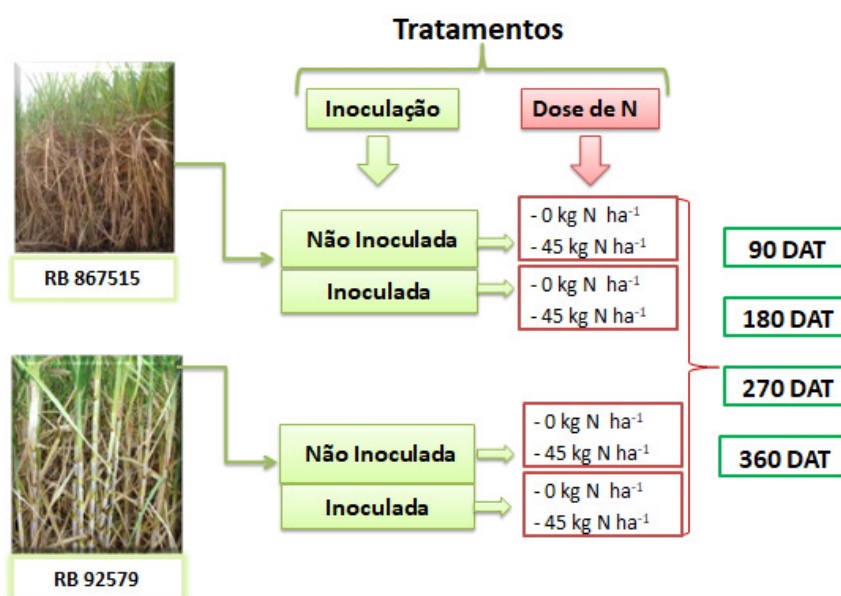 Tratamentos
Inoculação
Dose de N
RB 867515
Não Inoculada
- 0 kg N ha⁻¹
- 45 kg N ha⁻¹
Inoculada
- 0 kg N ha⁻¹
- 45 kg N ha⁻¹
RB 92579
Não Inoculada
- 0 kg N ha⁻¹
- 45 kg N ha⁻¹
Inoculada
- 0 kg N ha⁻¹
- 45 kg N ha⁻¹
90 DAT
180 DAT
270 DAT
360 DAT